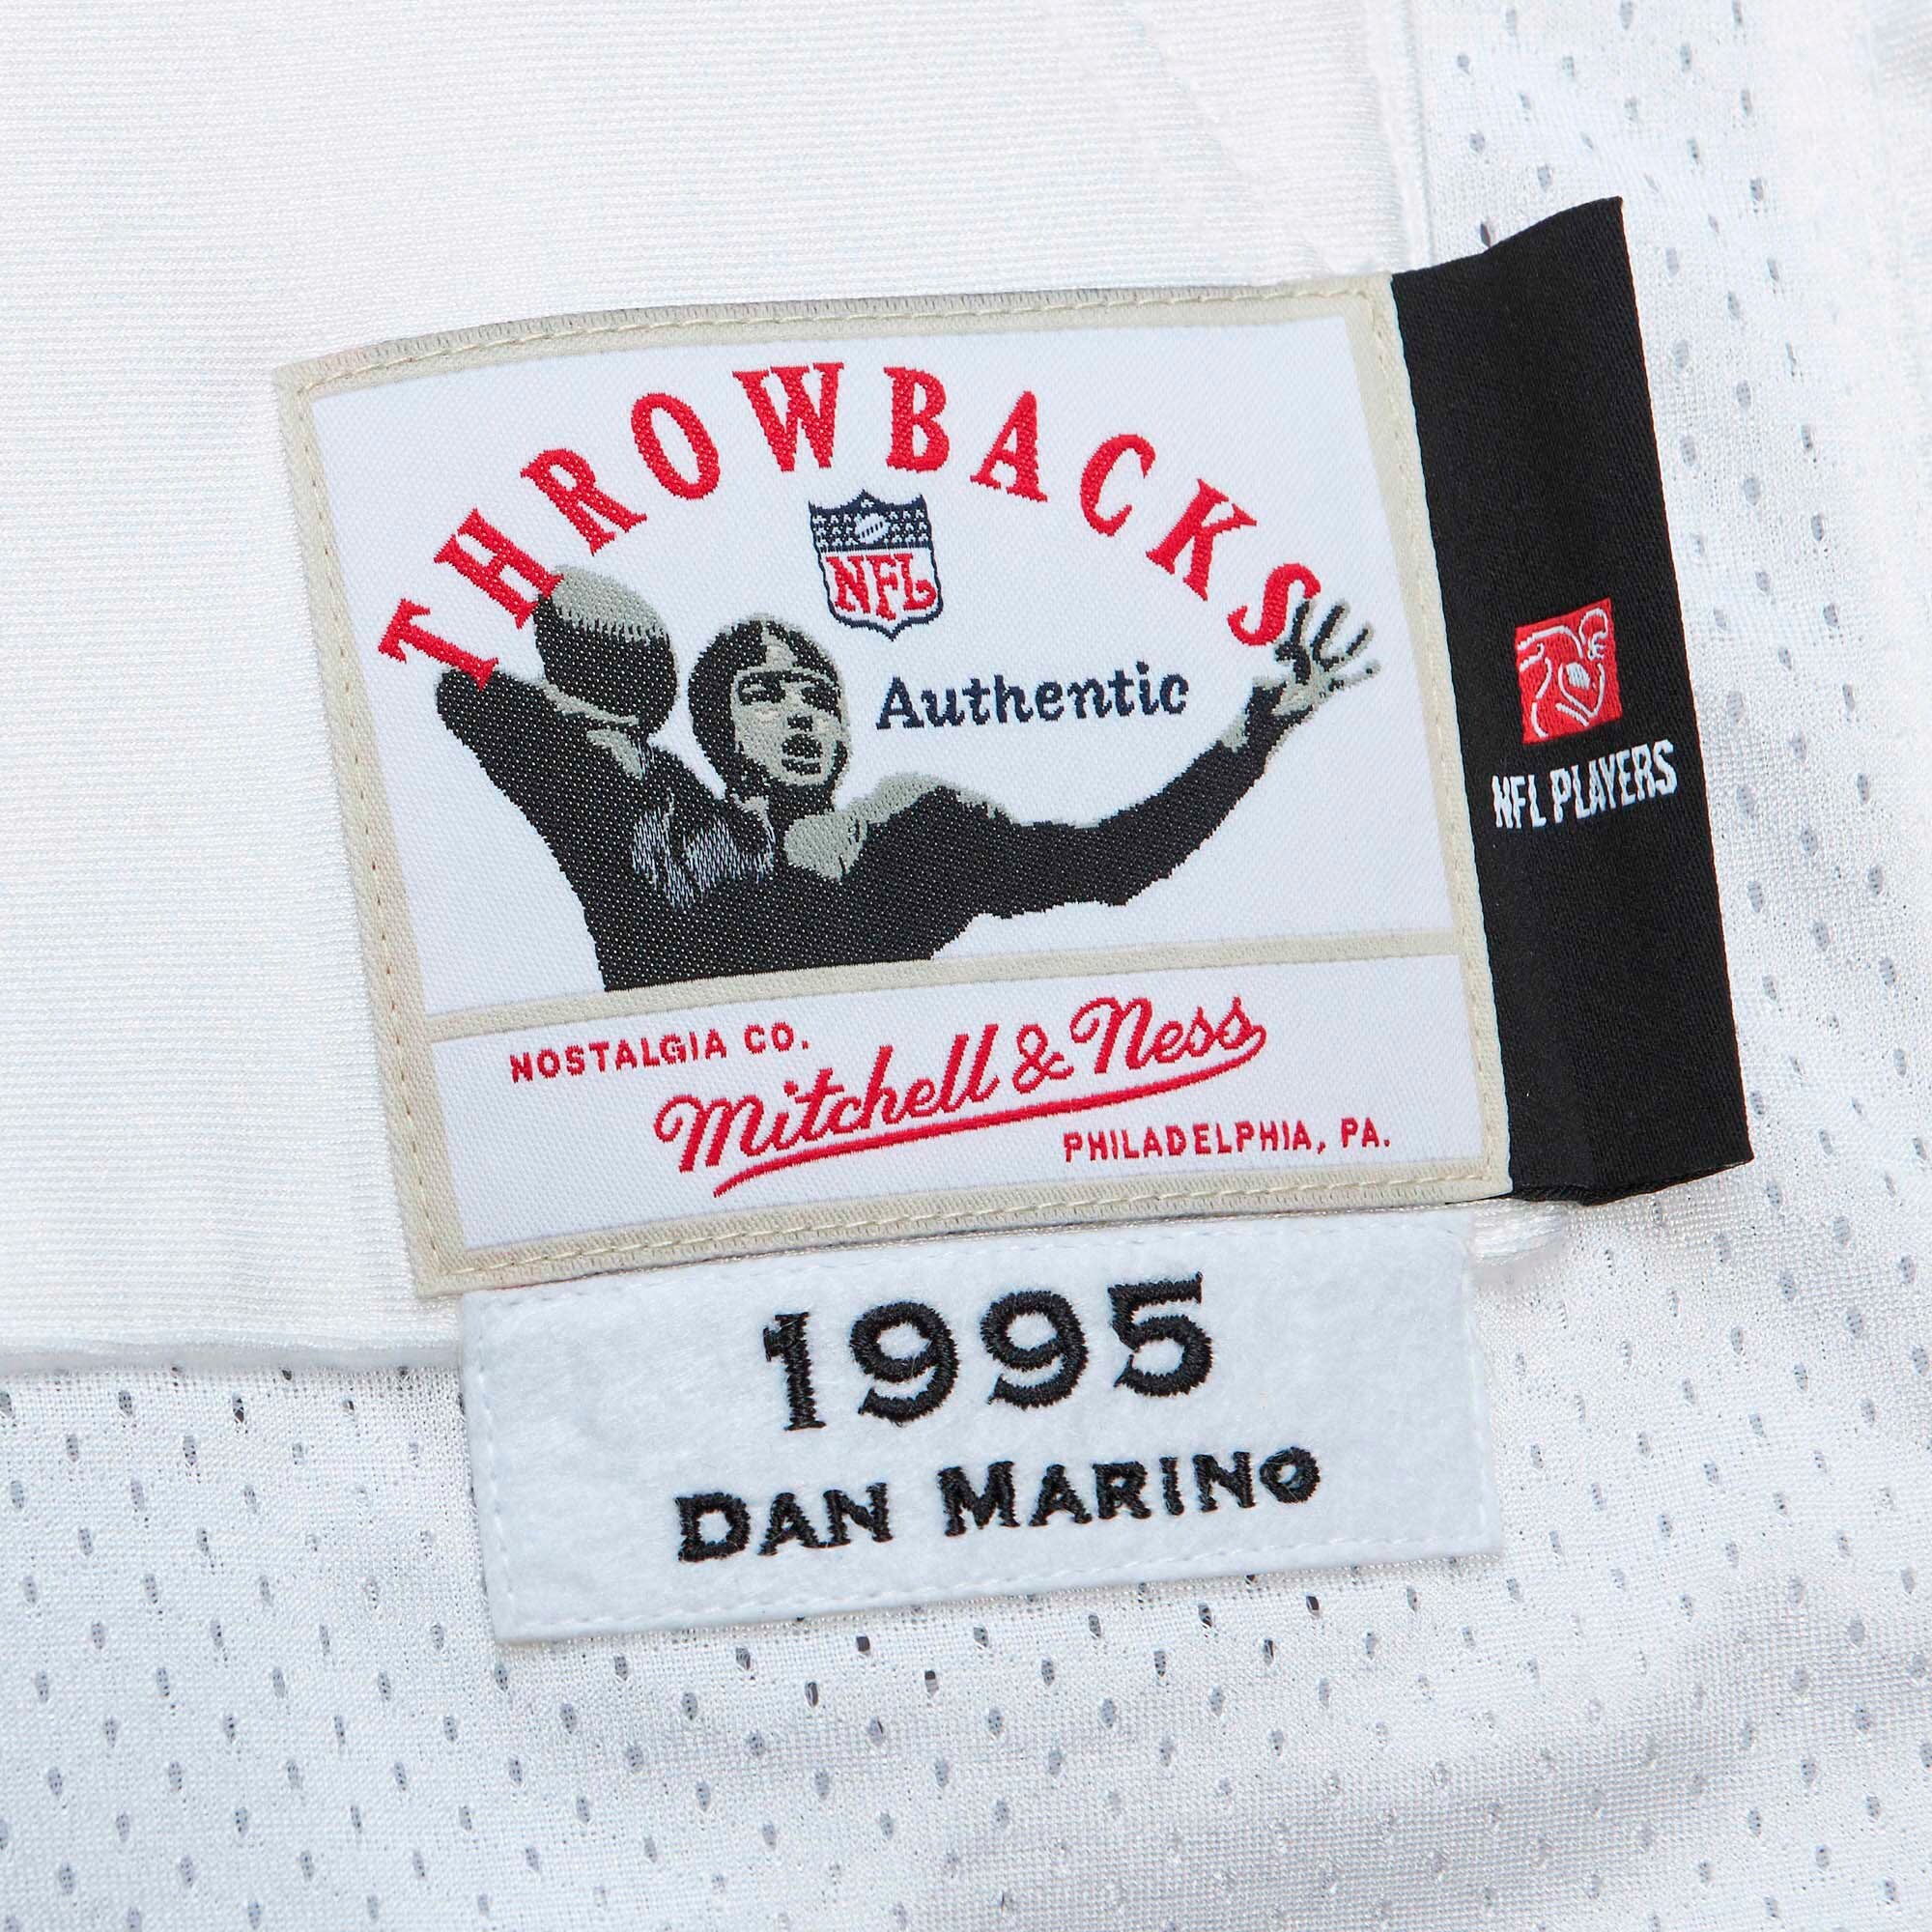 THROWBACKS
NFL
Authentic
NFL PLAYERS
NOSTALGIA CO.
Mitchell & Ness
PHILADELPHIA, PA.
1995
DAN MARINO